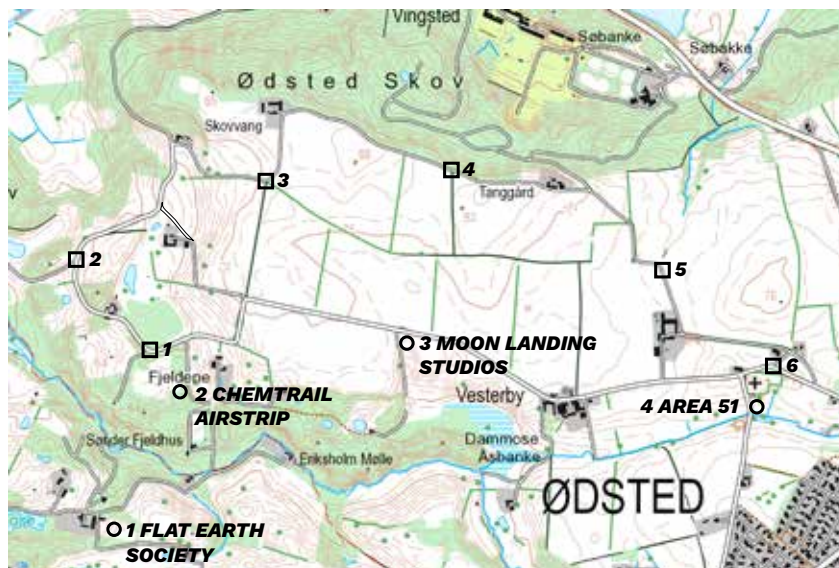 Vingsted
Søbanke
Søbakke
Ødsted Skov
Skovvang
3
4
Tanggård
2
5
1
3 MOON LANDING
STUDIOS
6
Fjeldepe
2 CHEMTRAIL
AIRSTRIP
Vesterby
4 AREA 51
Sønder Fjeldhus
Dammose
Åsbanke
Eriksholm Mølle
ØDSTED
1 FLAT EARTH
SOCIETY